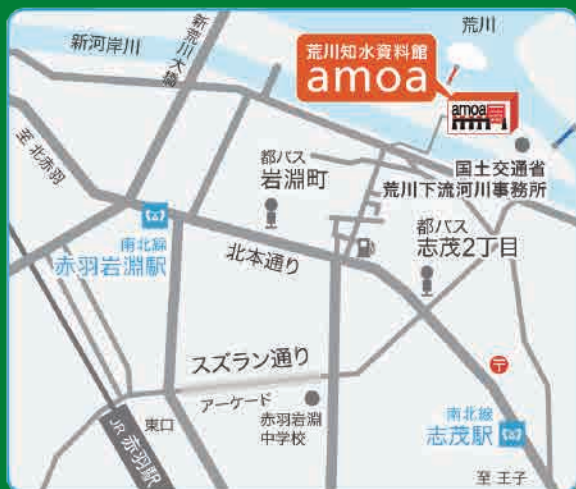 荒川
新河岸川
新荒川大橋
荒川知水資料館
amoa
amoa
至 北赤羽
都バス
岩淵町
国土交通省
荒川下流河川事務所
都バス
志茂2丁目
南北線
赤羽岩淵駅
北本通り
スズラン通り
アーケード
赤羽岩淵
中学校
東口
JR 赤羽駅
〒
南北線
志茂駅
至 王子